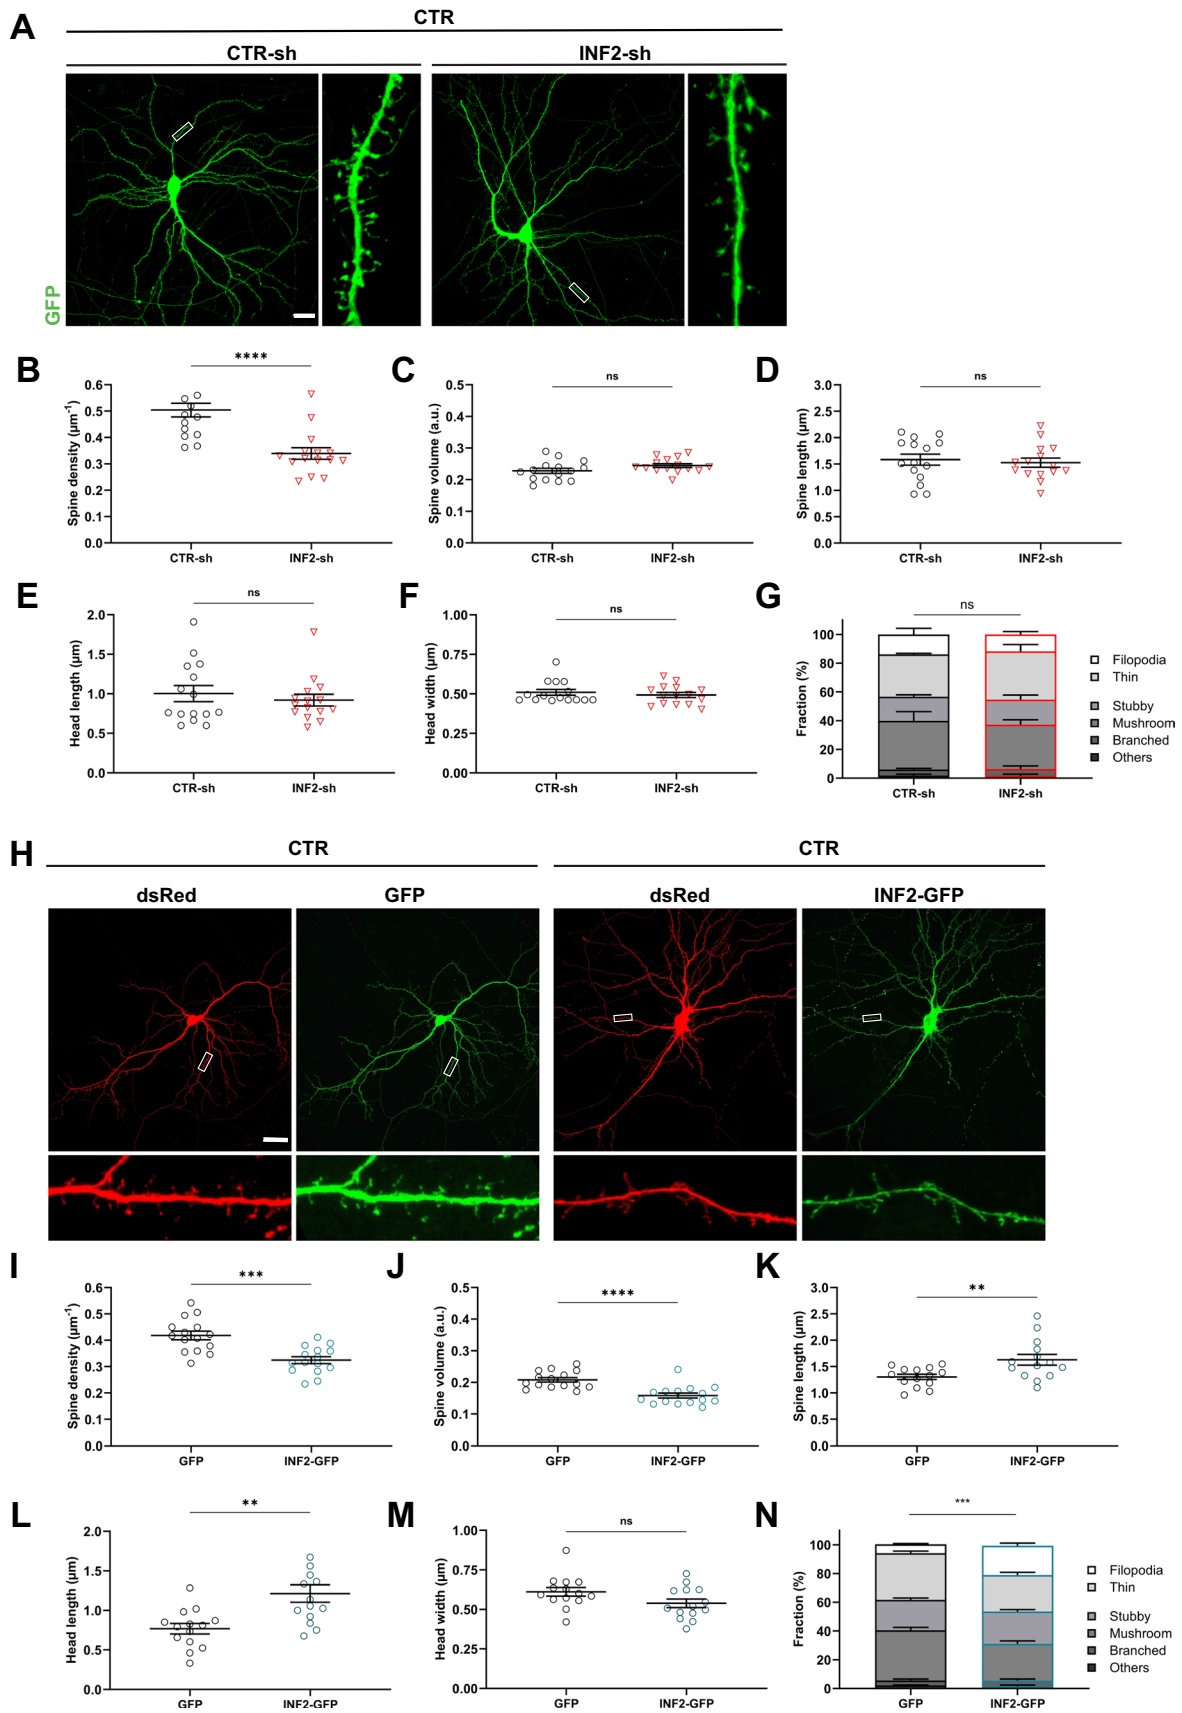 A
CTR
CTR-sh
INF2-sh
GFP
B
****
Spine density (µm-1)
0.6
0.5
0.4
0.3
0.2
0.1
0.0
CTR-sh
INF2-sh
C
ns
Spine volume (a.u.)
0.5
0.4
0.3
0.2
0.1
0.0
CTR-sh
INF2-sh
D
ns
Spine length (µm)
3.0
2.5
2.0
1.5
1.0
0.5
0.0
CTR-sh
INF2-sh
E
ns
Head length (µm)
2.0
1.5
1.0
0.5
0.0
CTR-sh
INF2-sh
F
ns
Head width (µm)
1.00
0.75
0.50
0.25
0.00
CTR-sh
INF2-sh
G
ns
Fraction (%)
100
80
60
40
20
0
CTR-sh
INF2-sh
Filopodia
Thin
Stubby
Mushroom
Branched
Others
H
CTR
CTR
dsRed
GFP
dsRed
INF2-GFP
I
***
Spine density (µm-1)
0.6
0.5
0.4
0.3
0.2
0.1
0.0
GFP
INF2-GFP
J
****
Spine volume (a.u.)
0.5
0.4
0.3
0.2
0.1
0.0
GFP
INF2-GFP
K
**
Spine length (µm)
3.0
2.5
2.0
1.5
1.0
0.5
0.0
GFP
INF2-GFP
L
**
Head length (µm)
2.0
1.5
1.0
0.5
0.0
GFP
INF2-GFP
M
ns
Head width (µm)
1.00
0.75
0.50
0.25
0.00
GFP
INF2-GFP
N
***
Fraction (%)
100
80
60
40
20
0
GFP
INF2-GFP
Filopodia
Thin
Stubby
Mushroom
Branched
Others